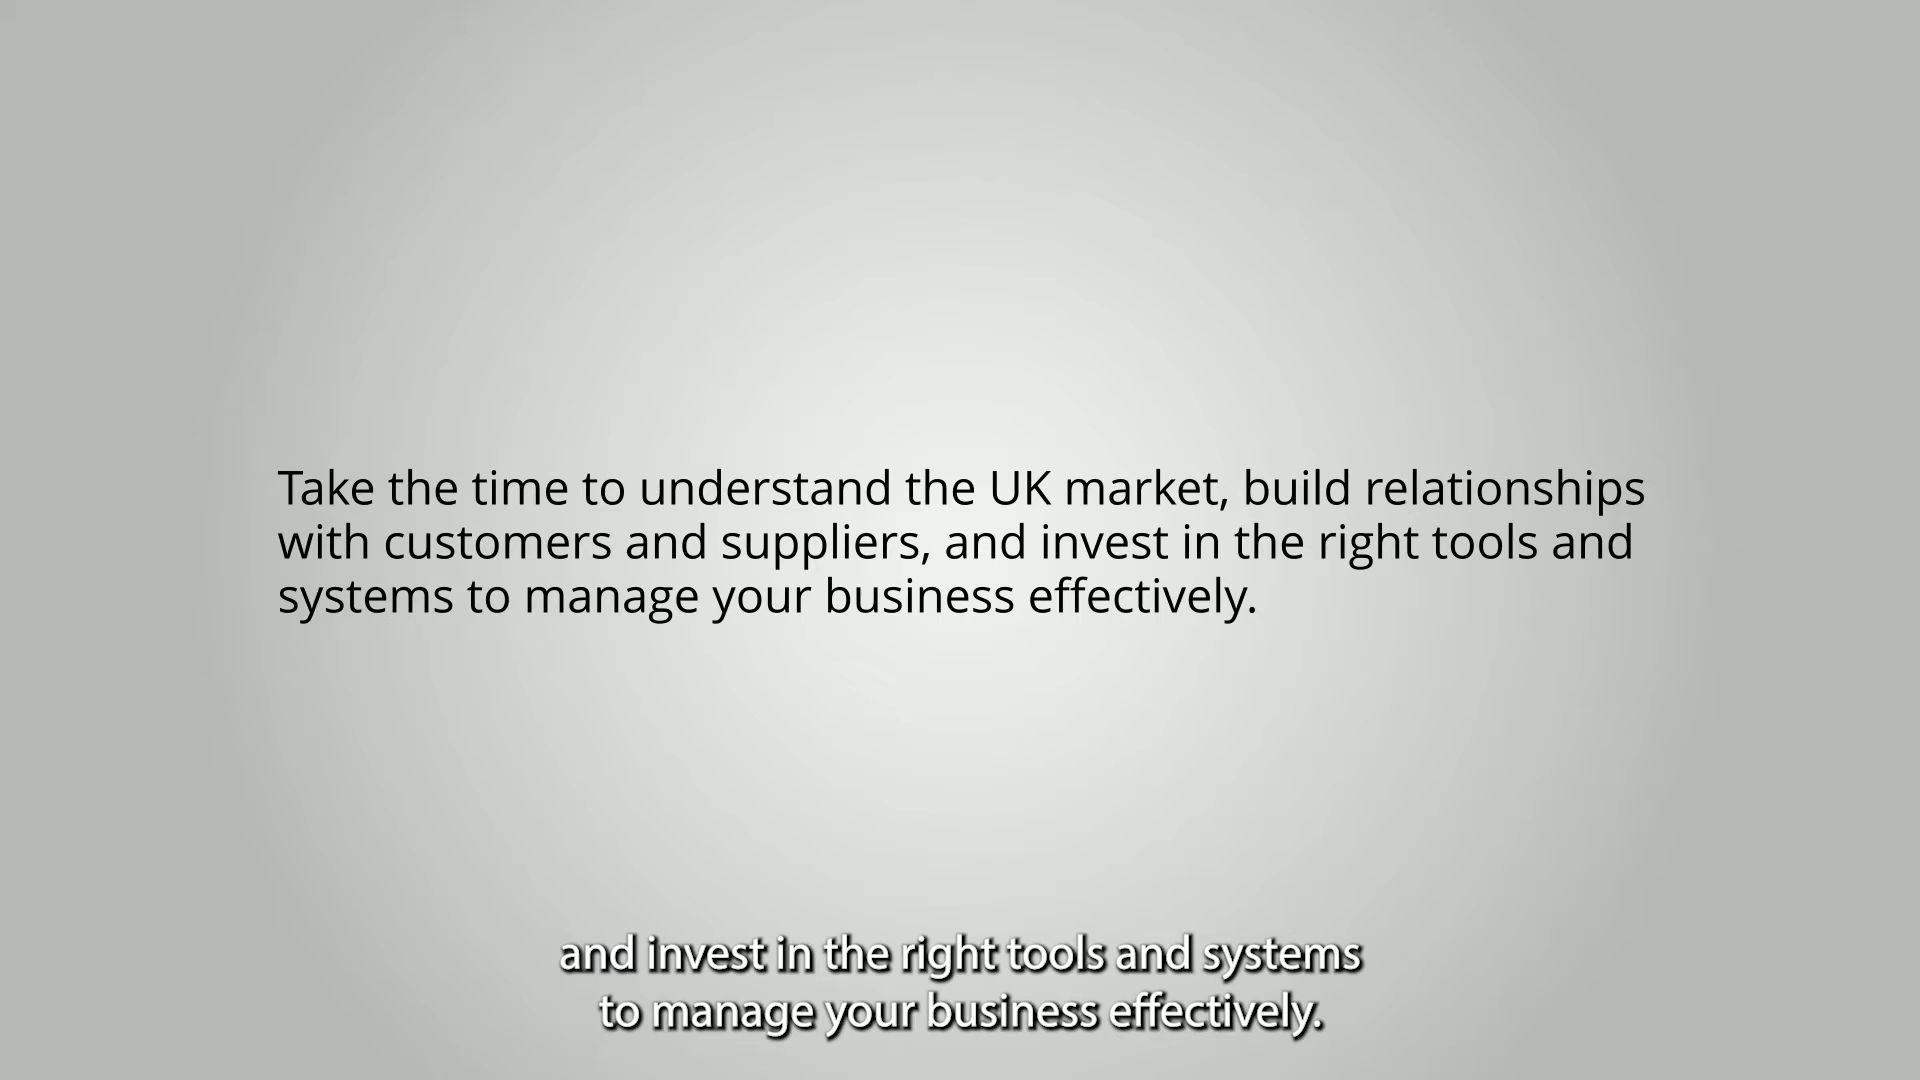 Take the time to understand the UK market, build relationships
with customers and suppliers, and invest in the right tools and
systems to manage your business effectively.
and invest in the right tools and systems
to manage your business effectively.